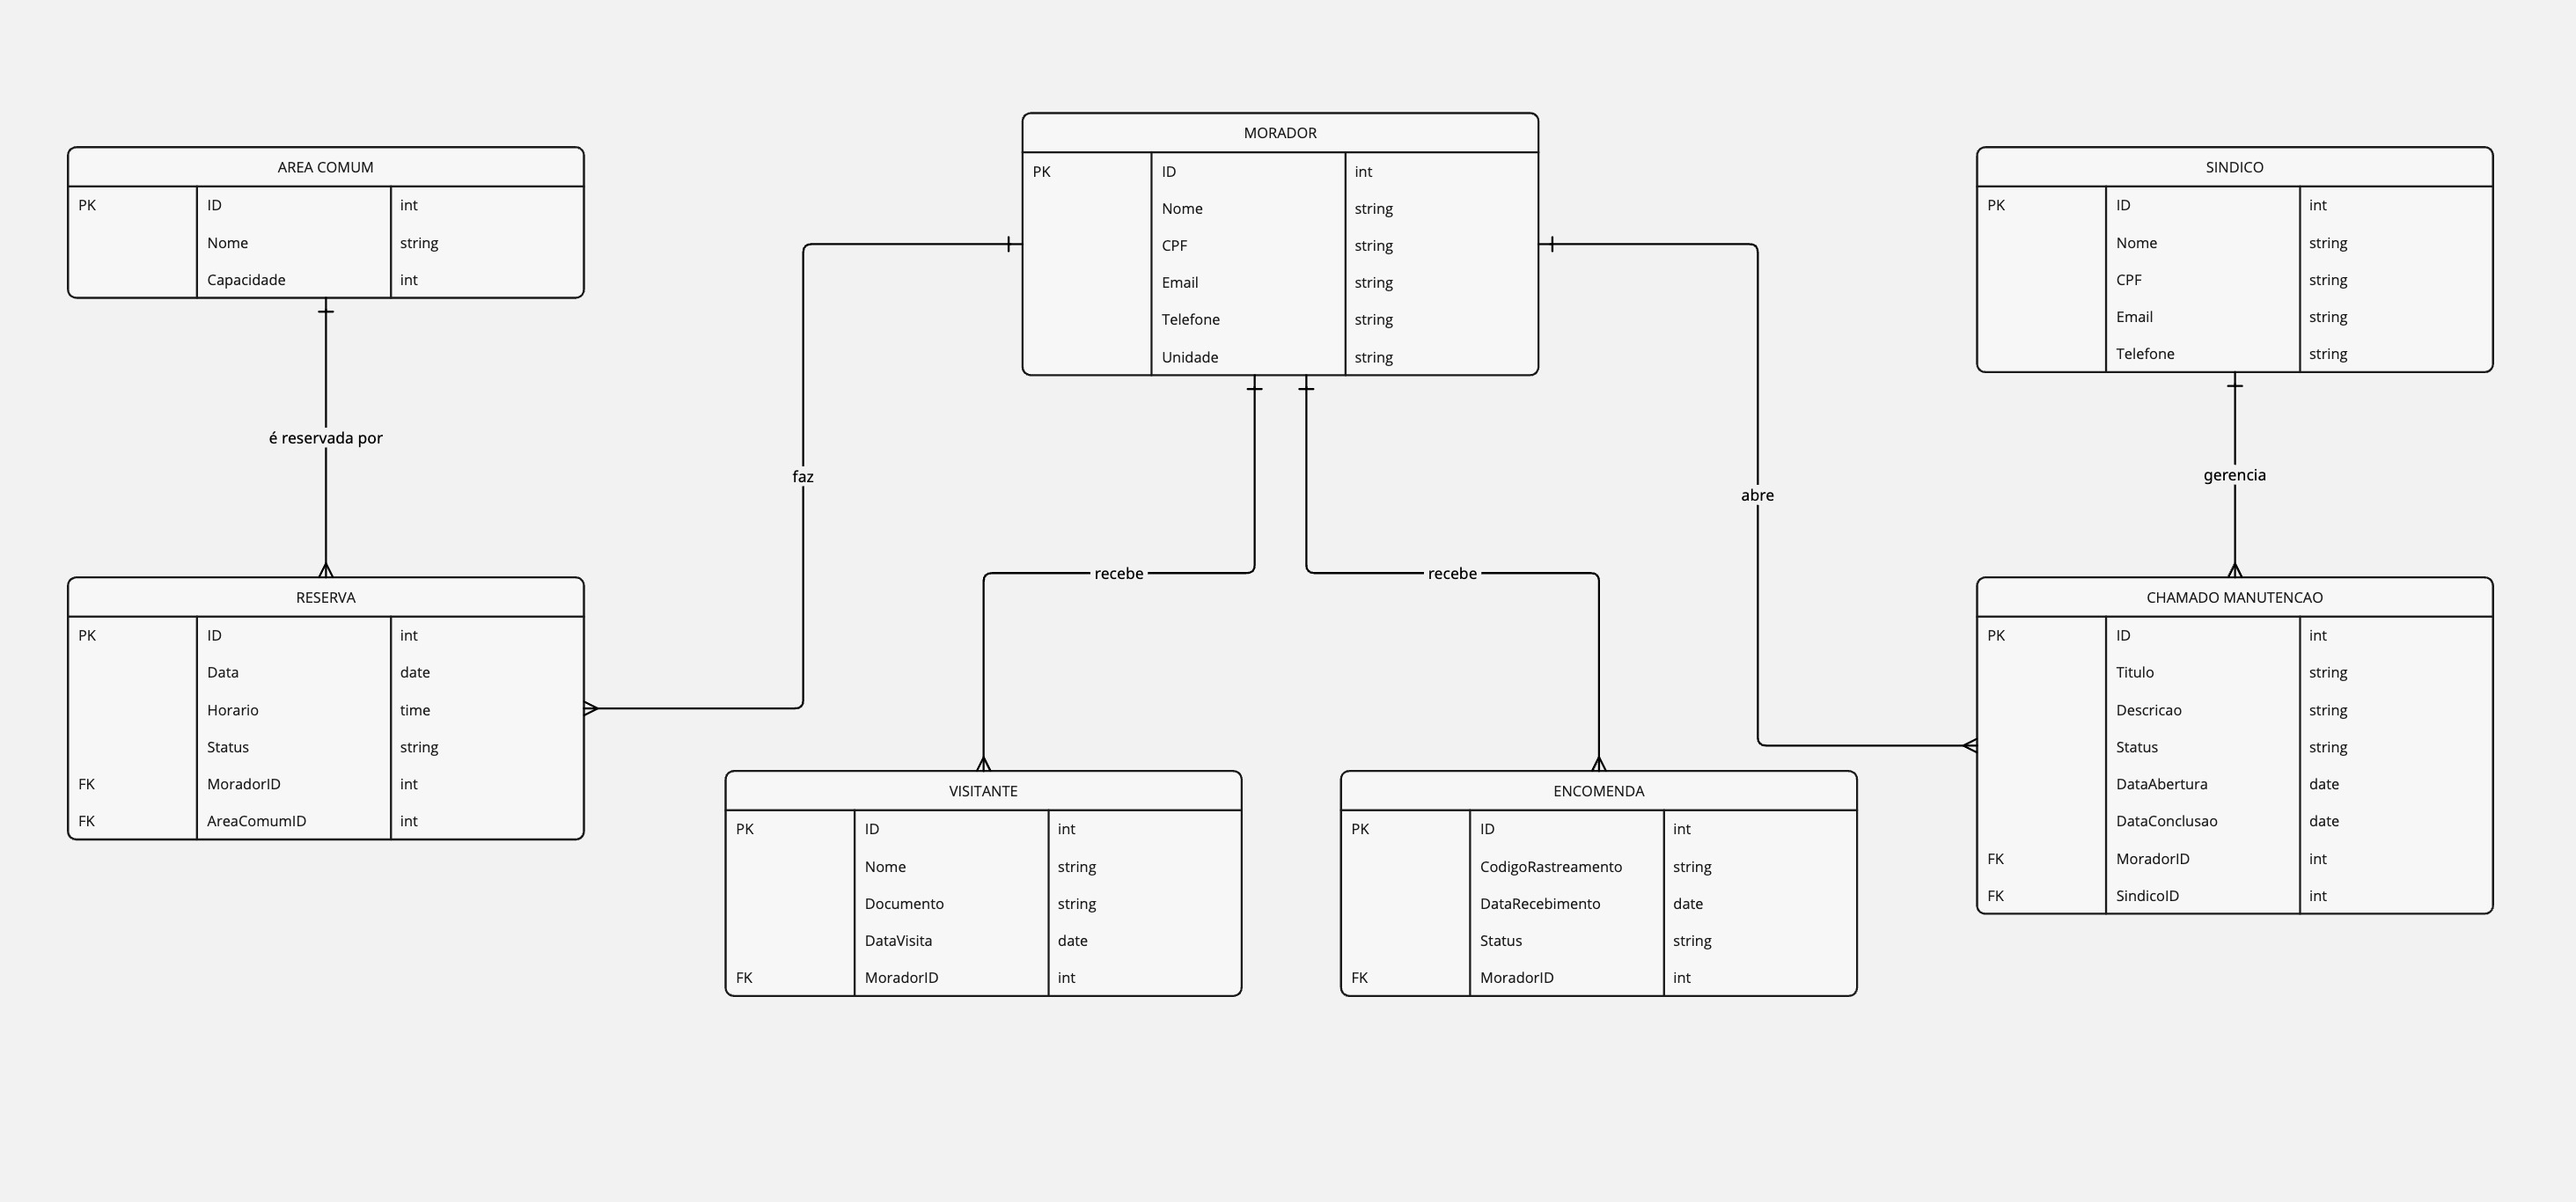 AREA COMUM
PK ID int
Nome string
Capacidade int
MORADOR
PK ID int
Nome string
CPF string
Email string
Telefone string
Unidade string
SINDICO
PK ID int
Nome string
CPF string
Email string
Telefone string
é reservada por
faz
recebe
recebe
abre
gerencia
RESERVA
PK ID int
Data date
Horario time
Status string
FK MoradorID int
FK AreaComumID int
VISITANTE
PK ID int
Nome string
Documento string
DataVisita date
FK MoradorID int
ENCOMENDA
PK ID int
CodigoRastreamento string
DataRecebimento date
Status string
FK MoradorID int
CHAMADO MANUTENCAO
PK ID int
Titulo string
Descricao string
Status string
DataAbertura date
DataConclusao date
FK MoradorID int
FK SindicoID int